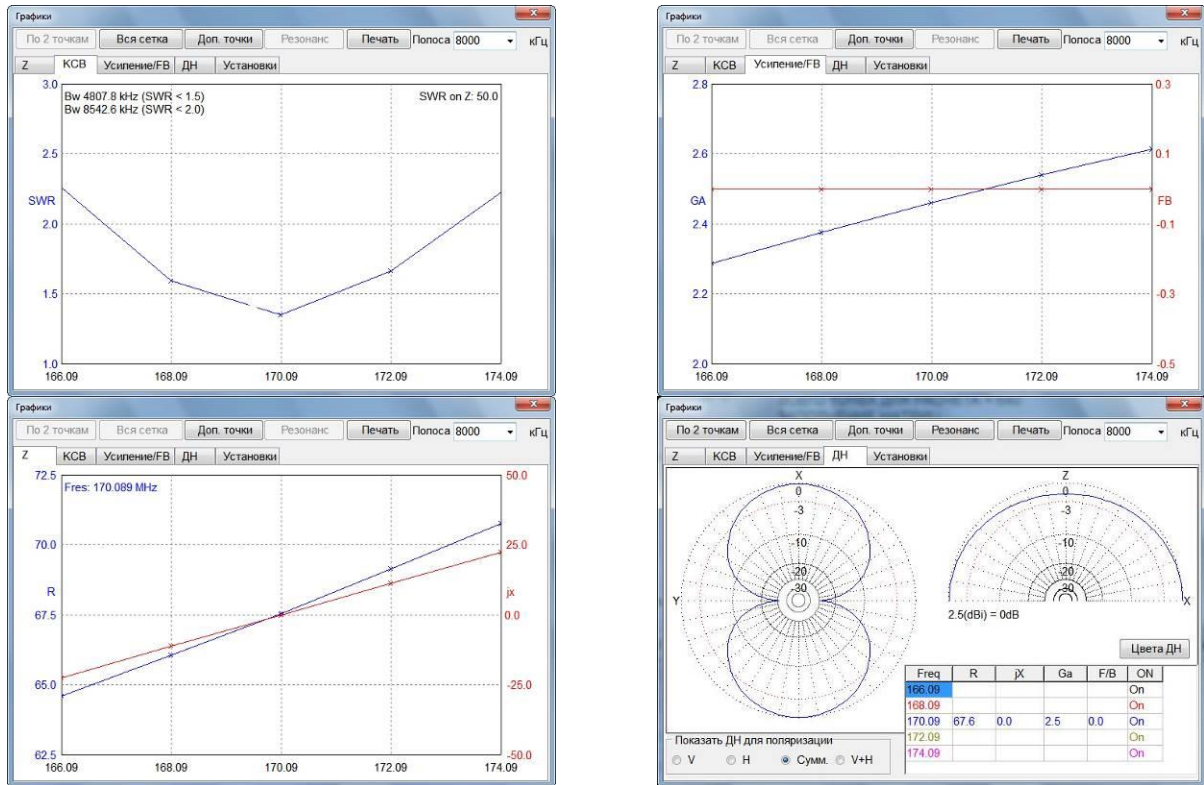 Графики
По 2 точкам Вся сетка Доп. точки Резонанс Печать Полоса 8000 кГц
Z КСВ Усипение/FB ДН Установки
3.0
Bw 4807.8 kHz (SWR < 1.5) SWR on Z: 50.0
Bw 8542.6 kHz (SWR < 2.0)
2.5
SWR
2.0
1.5
1.0
166.09 168.09 170.09 172.09 174.09
Графики
По 2 точкам Вся сетка Доп. точки Резонанс Печать Полоса 8000 кГц
Z КСВ Усипение/FB ДН Установки
2.8 0.3
2.6 0.1
GA FB
2.4 -0.1
2.2 -0.3
2.0 -0.5
166.09 168.09 170.09 172.09 174.09
Графики
По 2 точкам Вся сетка Доп. точки Резонанс Печать Полоса 8000 кГц
Z КСВ Усипение/FB ДН Установки
72.5 50.0
Fres: 170.089 MHz
70.0 25.0
R jx
67.5 0.0
65.0 -25.0
62.5 -50.0
166.09 168.09 170.09 172.09 174.09
Графики
По 2 точкам Вся сетка Доп. точки Резонанс Печать Полоса 8000 кГц
Z КСВ Усипение/FB ДН Установки
X Z
0 0
-3 -3
-10 -10
-20 -20
-30 -30
Y X
2.5(dBi) = 0dB
Цвета ДН
Freq R jX Ga F/B ON
166.09 On
168.09 On
170.09 67.6 0.0 2.5 0.0 On
172.09 On
174.09 On
Показать ДН для поляризации
V H Сумм. V+H